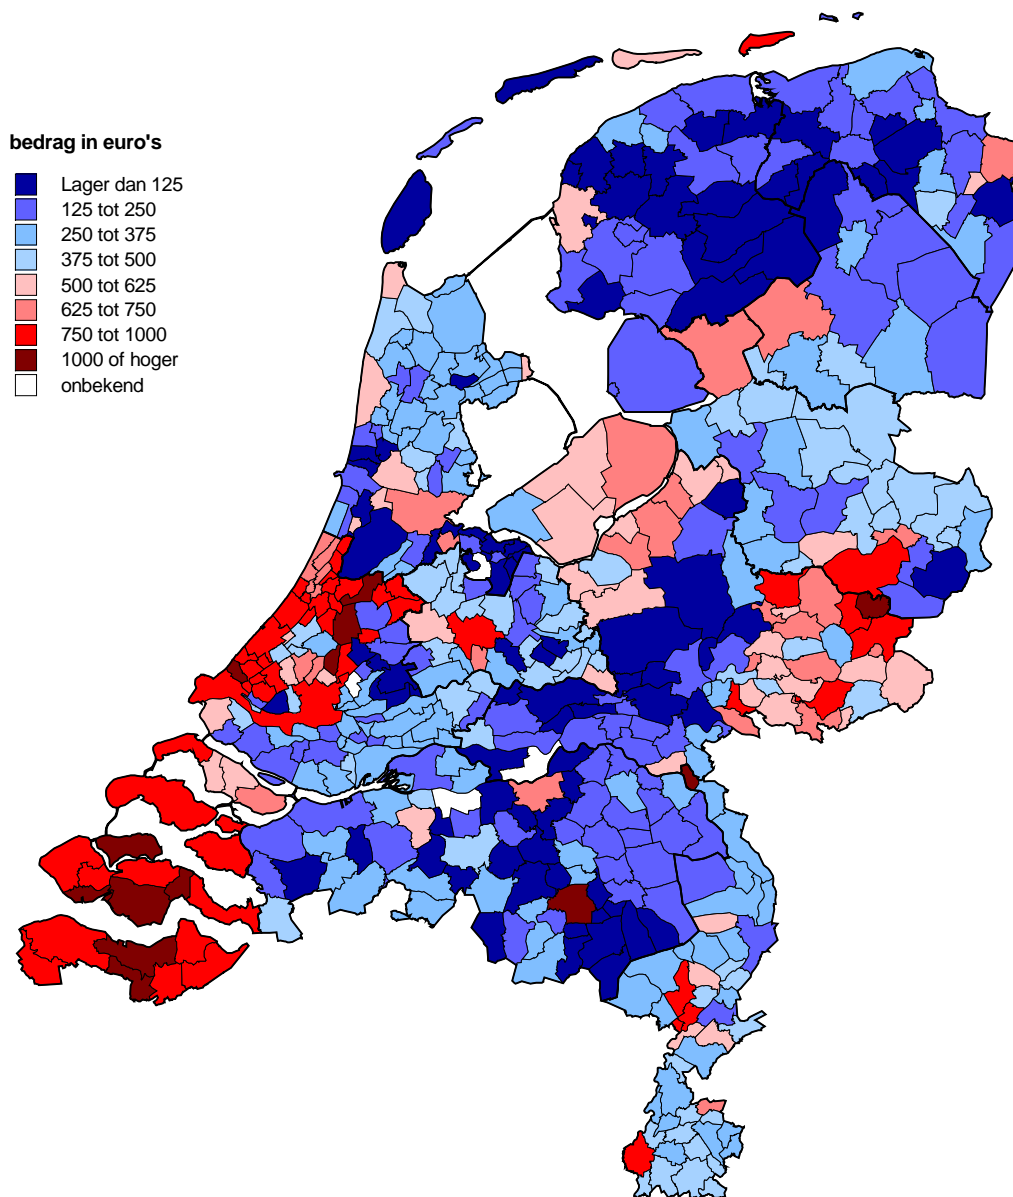 bedrag in euro's
Lager dan 125
125 tot 250
250 tot 375
375 tot 500
500 tot 625
625 tot 750
750 tot 1000
1000 of hoger
onbekend